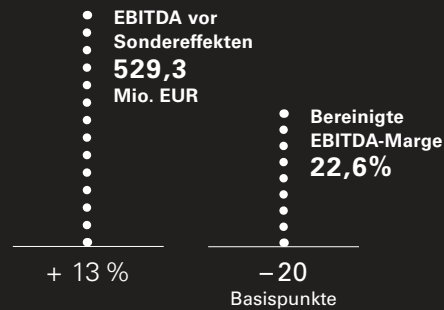 EBITDA vor
Sondereffekten
529,3
Mio. EUR
Bereinigte
EBITDA-Marge
22,6%
+ 13 %
−20
Basispunkte